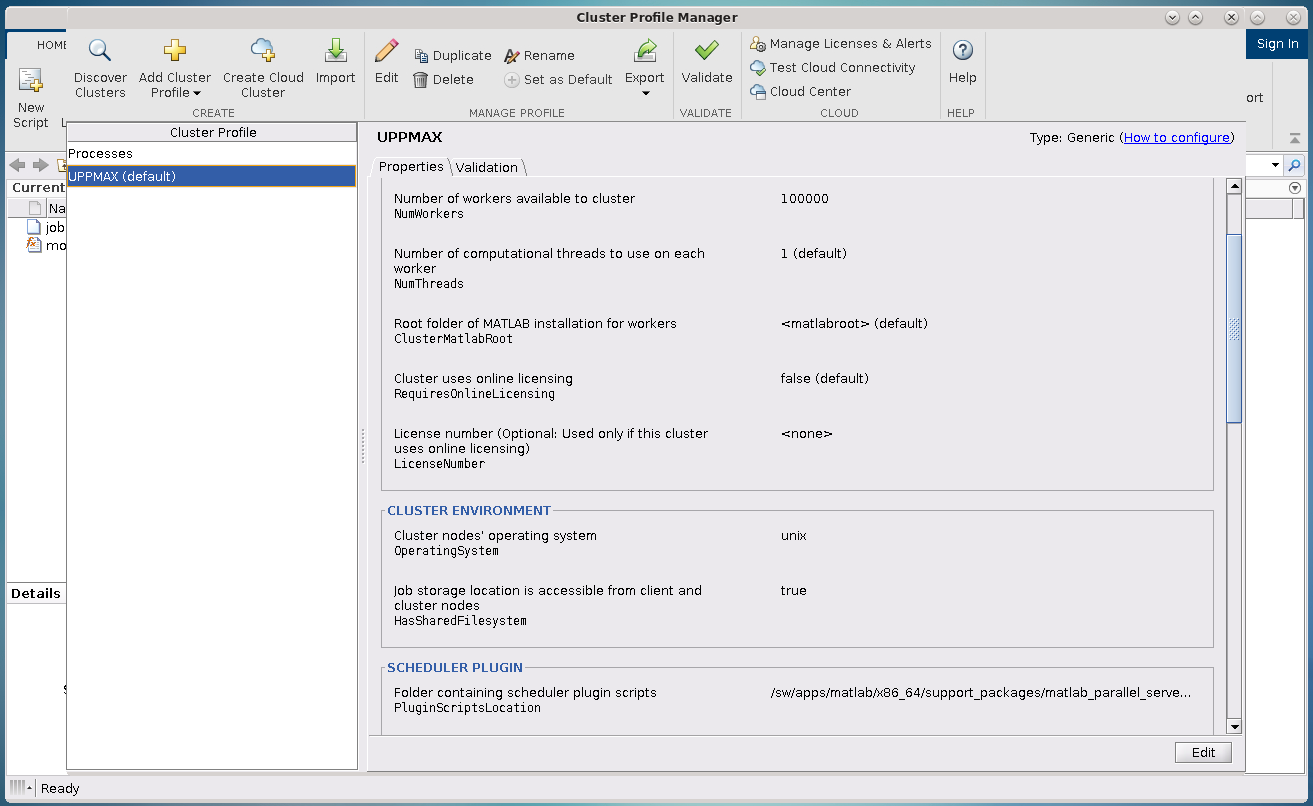 Cluster Profile Manager
HOME
Sign In
New
Script
Discover
Clusters
Add Cluster
Profile
Create Cloud
Cluster
Import
CREATE
Edit
Duplicate
Delete
Rename
Set as Default
Export
MANAGE PROFILE
Validate
VALIDATE
Manage Licenses & Alerts
Test Cloud Connectivity
Cloud Center
CLOUD
Help
HELP
ort
Current
Na
job
mo
Details
Cluster Profile
Processes
UPPMAX (default)
UPPMAX
Type: Generic (How to configure)
Properties
Validation
Number of workers available to cluster
NumWorkers
100000
Number of computational threads to use on each
worker
NumThreads
1 (default)
Root folder of MATLAB installation for workers
ClusterMatlabRoot
<matlabroot> (default)
Cluster uses online licensing
RequiresOnlineLicensing
false (default)
License number (Optional: Used only if this cluster
uses online licensing)
LicenseNumber
<none>
CLUSTER ENVIRONMENT
Cluster nodes' operating system
OperatingSystem
unix
Job storage location is accessible from client and
cluster nodes
HasSharedFilesystem
true
SCHEDULER PLUGIN
Folder containing scheduler plugin scripts
PluginScriptsLocation
/sw/apps/matlab/x86_64/support_packages/matlab_parallel_serve...
Edit
Ready